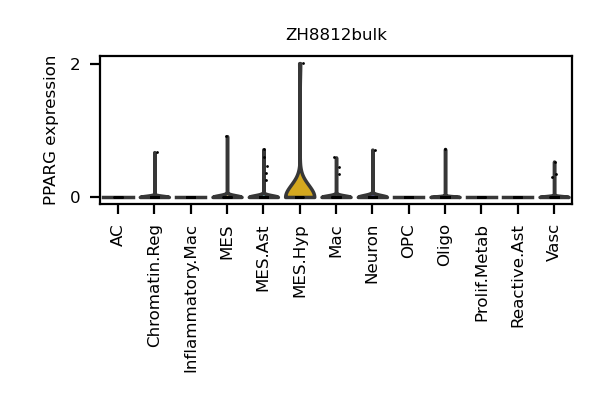 ZH8812bulk
PPARG expression
2
0
AC
Chromatin.Reg
Inflammatory.Mac
MES
MES.Ast
MES.Hyp
Mac
Neuron
OPC
Oligo
Prolif.Metab
Reactive.Ast
Vasc